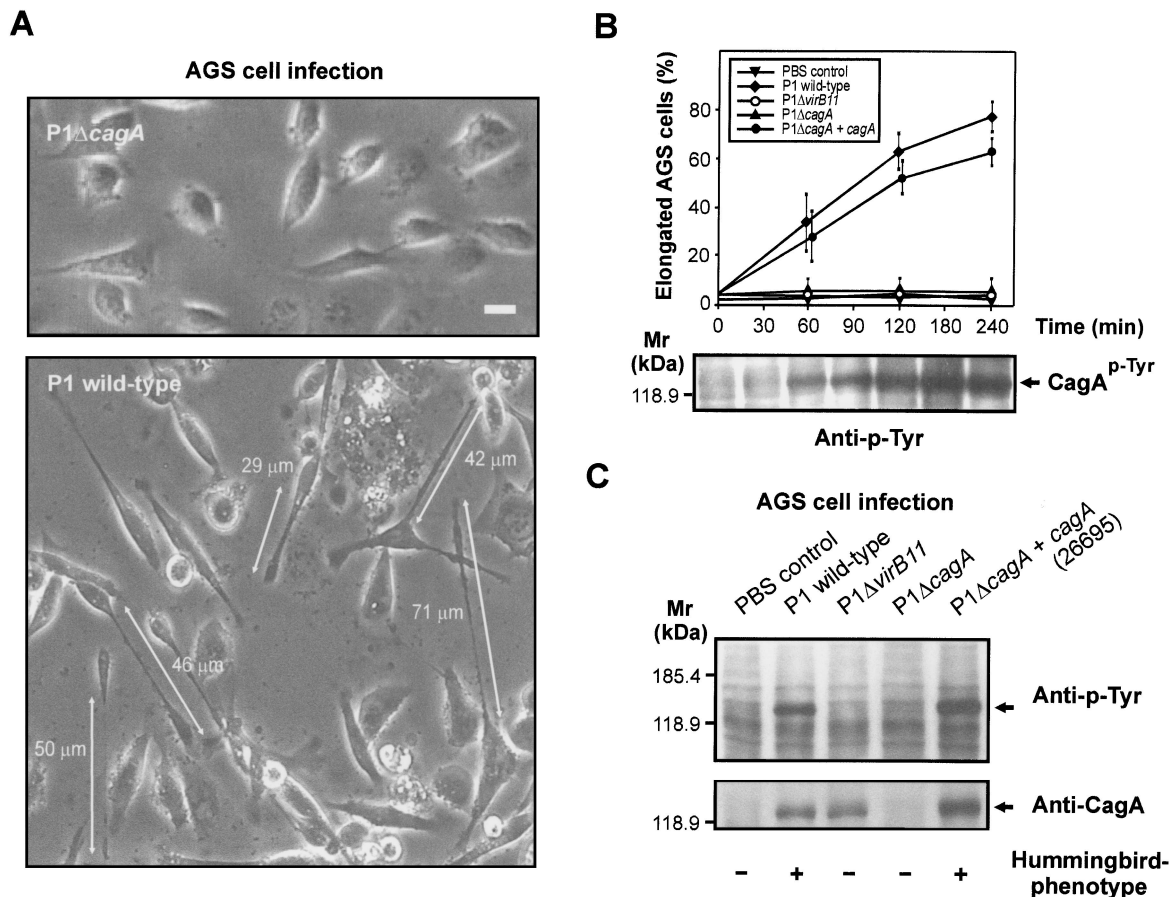 A
AGS cell infection
P1ΔcagA
P1 wild-type
29 μm
42 μm
71 μm
46 μm
50 μm
B
Elongated AGS cells (%)
80
60
40
20
0
PBS control
P1 wild-type
P1ΔvirB11
P1ΔcagA
P1ΔcagA + cagA
0 30 60 90 120 180 240
Time (min)
Mr
(kDa)
118.9
CagA p-Tyr
Anti-p-Tyr
C
AGS cell infection
PBS control
P1 wild-type
P1ΔvirB11
P1ΔcagA
P1ΔcagA + cagA
(26695)
Mr
(kDa)
185.4
118.9
Anti-p-Tyr
118.9
Anti-CagA
– + – – +
Hummingbird-
phenotype